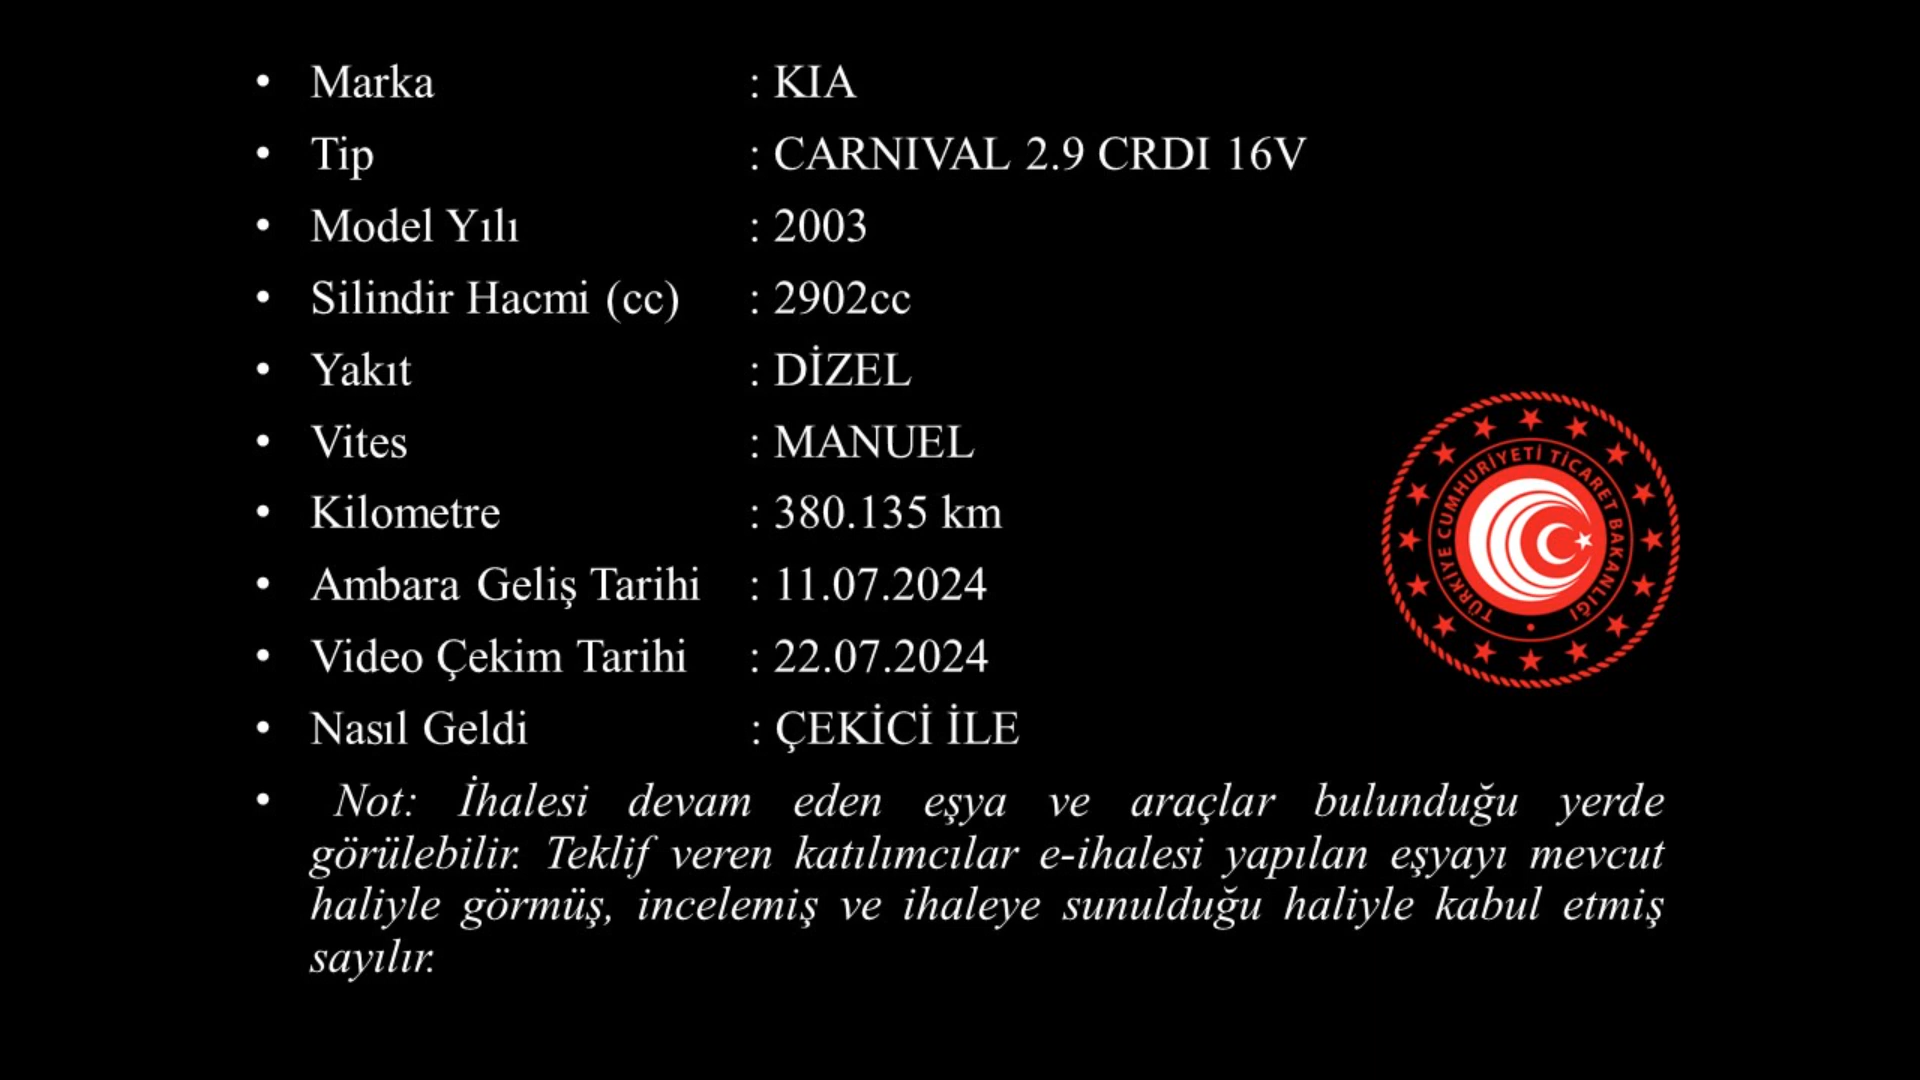 • Marka : KIA
• Tip : CARNIVAL 2.9 CRDI 16V
• Model Yılı : 2003
• Silindir Hacmi (cc) : 2902cc
• Yakıt : DİZEL
• Vites : MANUEL
• Kilometre : 380.135 km
• Ambara Geliş Tarihi : 11.07.2024
• Video Çekim Tarihi : 22.07.2024
• Nasıl Geldi : ÇEKİCİ İLE
• Not: İhalesi devam eden eşya ve araçlar bulunduğu yerde
görülebilir. Teklif veren katılımcılar e-ihalesi yapılan eşyayı mevcut
haliyle görmüş, incelemiş ve ihaleye sunulduğu haliyle kabul etmiş
sayılır.
TÜRKİYE CUMHURİYETİ TİCARET BAKANLIĞI